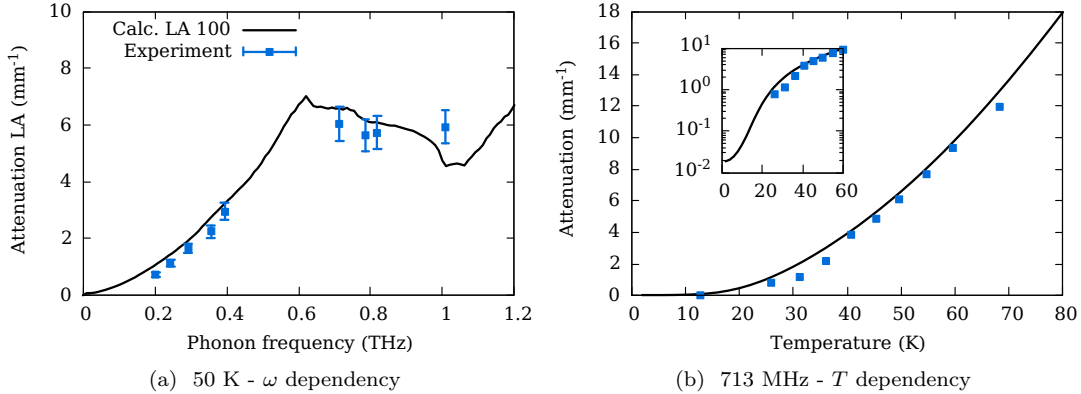 Attenuation LA (mm⁻¹)
10
8
6
4
2
0
Calc. LA 100
Experiment
0 0.2 0.4 0.6 0.8 1 1.2
Phonon frequency (THz)
(a) 50 K - ω dependency
Attenuation (mm⁻¹)
18
16
14
12
10
8
6
4
2
0
10¹
10⁰
10⁻¹
10⁻²
0 20 40 60
0 10 20 30 40 50 60 70 80
Temperature (K)
(b) 713 MHz - T dependency